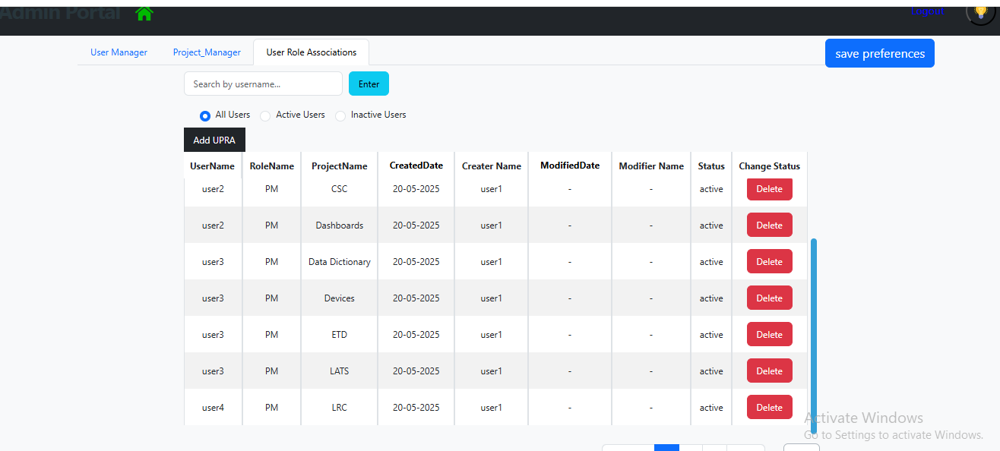 Admin Portal
Logout
User Manager Project_Manager User Role Associations save preferences
Search by username... Enter
All Users Active Users Inactive Users
Add UPRA
UserName RoleName ProjectName CreatedDate Creater Name ModifiedDate Modifier Name Status Change Status
user2 PM CSC 20-05-2025 user1 - - active Delete
user2 PM Dashboards 20-05-2025 user1 - - active Delete
user3 PM Data Dictionary 20-05-2025 user1 - - active Delete
user3 PM Devices 20-05-2025 user1 - - active Delete
user3 PM ETD 20-05-2025 user1 - - active Delete
user3 PM LATS 20-05-2025 user1 - - active Delete
user4 PM LRC 20-05-2025 user1 - - active Delete
Activate Windows
Go to Settings to activate Windows.